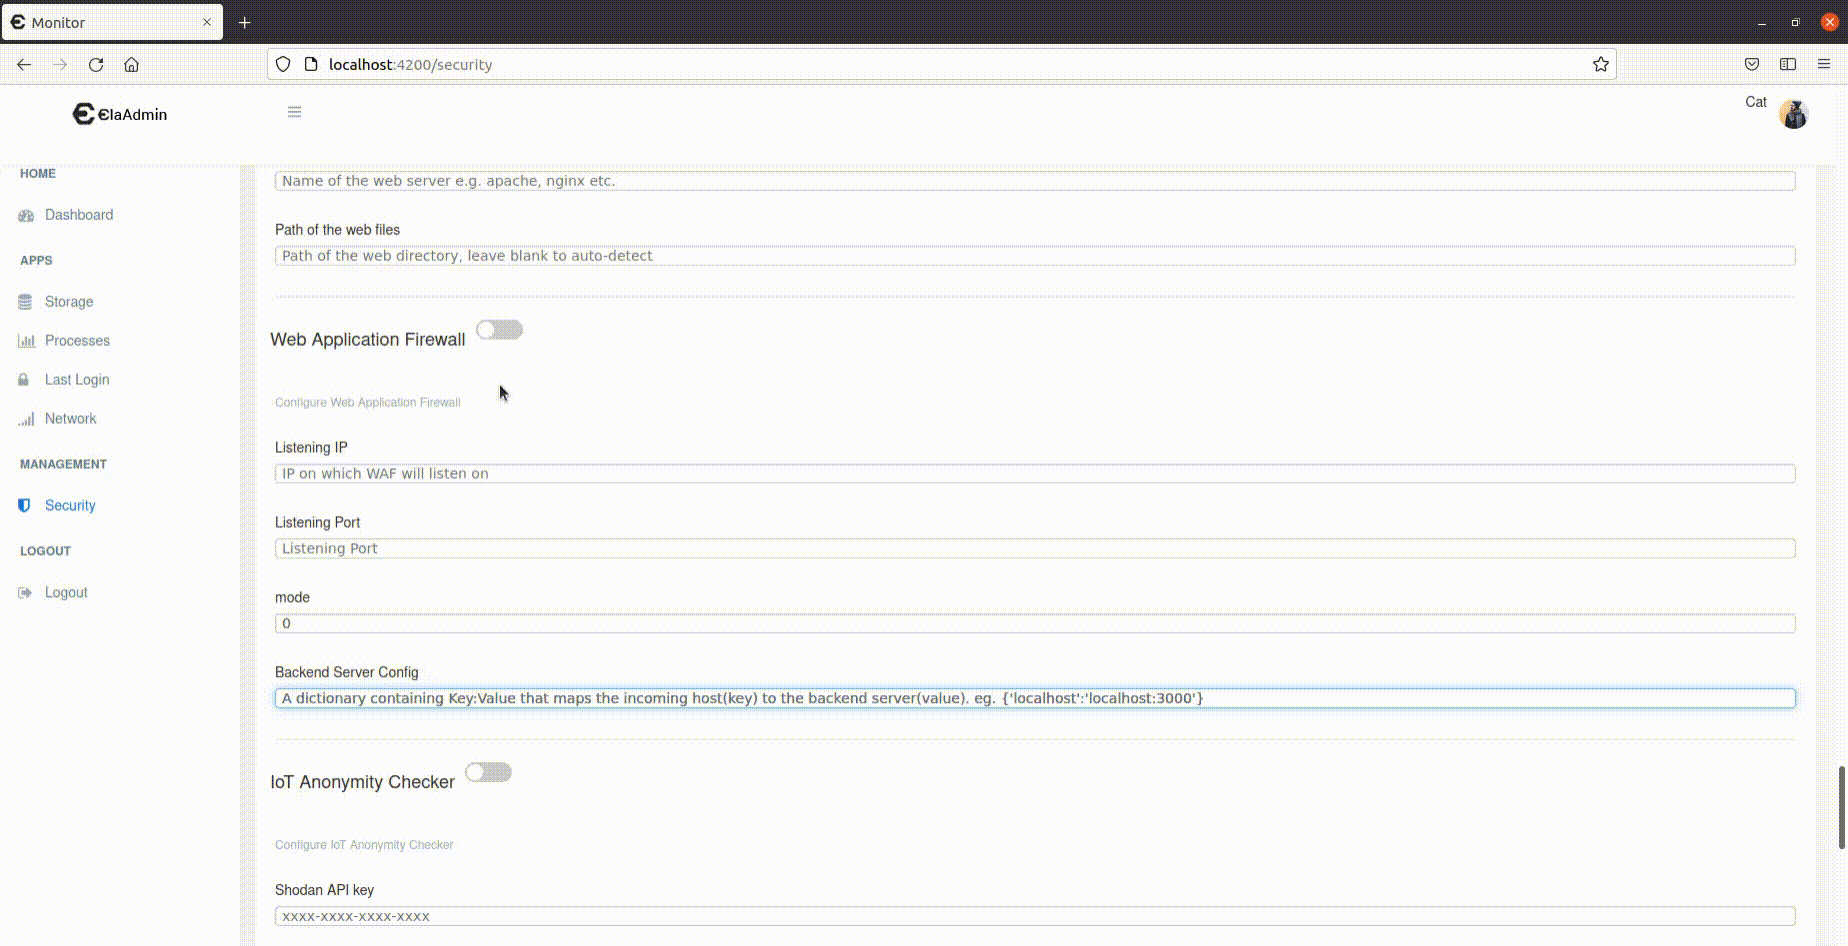 Monitor
localhost:4200/security
ЄlaAdmin
Cat
HOME
Dashboard
APPS
Storage
Processes
Last Login
Network
MANAGEMENT
Security
LOGOUT
Logout
Name of the web server e.g. apache, nginx etc.
Path of the web files
Path of the web directory, leave blank to auto-detect
Web Application Firewall
Configure Web Application Firewall
Listening IP
IP on which WAF will listen on
Listening Port
Listening Port
mode
0
Backend Server Config
A dictionary containing Key:Value that maps the incoming host(key) to the backend server(value). eg. {'localhost':'localhost:3000'}
IoT Anonymity Checker
Configure IoT Anonymity Checker
Shodan API key
xxxx-xxxx-xxxx-xxxx